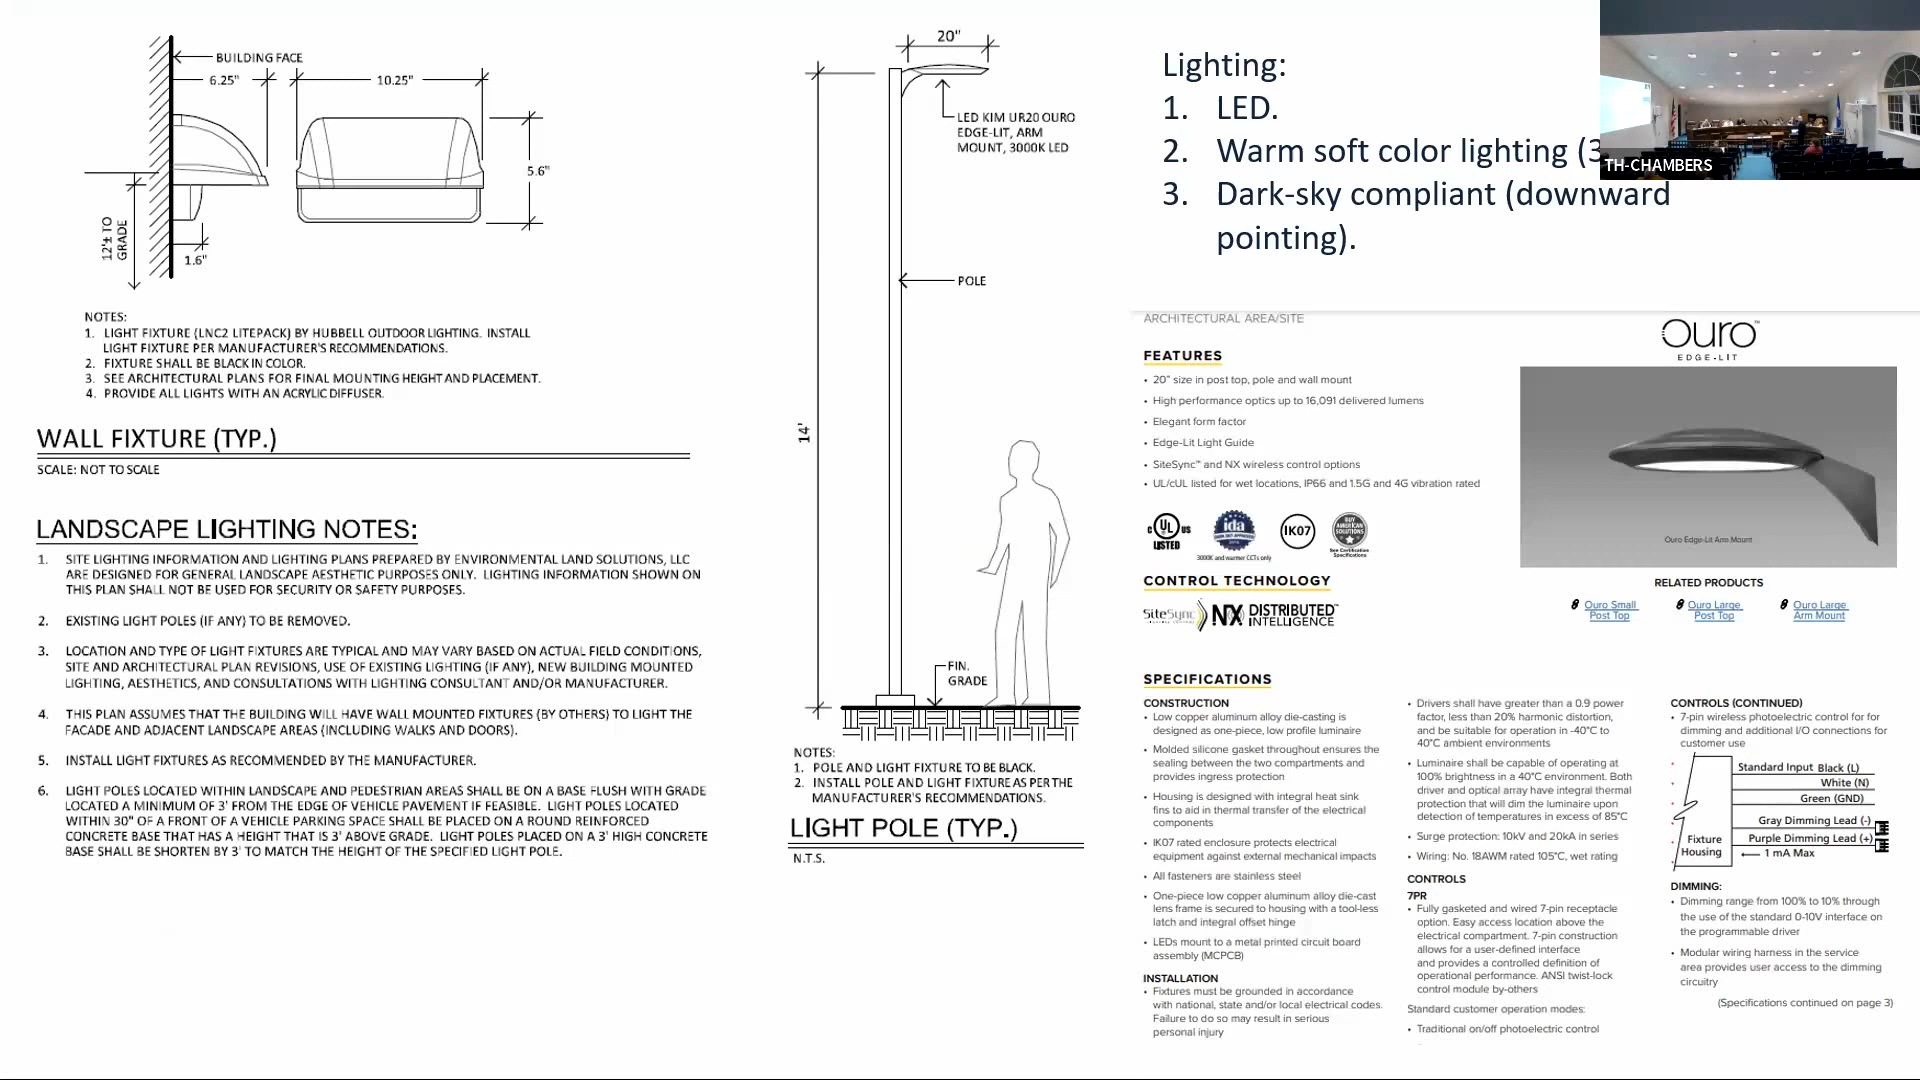 BUILDING FACE
6.25"
10.25"
5.6"
12'± TO
GRADE
1.6"
NOTES:
1. LIGHT FIXTURE (LNC2 LITEPACK) BY HUBBELL OUTDOOR LIGHTING. INSTALL
LIGHT FIXTURE PER MANUFACTURER'S RECOMMENDATIONS.
2. FIXTURE SHALL BE BLACK IN COLOR.
3. SEE ARCHITECTURAL PLANS FOR FINAL MOUNTING HEIGHT AND PLACEMENT.
4. PROVIDE ALL LIGHTS WITH AN ACRYLIC DIFFUSER.
WALL FIXTURE (TYP.)
SCALE: NOT TO SCALE
LANDSCAPE LIGHTING NOTES:
1. SITE LIGHTING INFORMATION AND LIGHTING PLANS PREPARED BY ENVIRONMENTAL LAND SOLUTIONS, LLC
ARE DESIGNED FOR GENERAL LANDSCAPE AESTHETIC PURPOSES ONLY. LIGHTING INFORMATION SHOWN ON
THIS PLAN SHALL NOT BE USED FOR SECURITY OR SAFETY PURPOSES.
2. EXISTING LIGHT POLES (IF ANY) TO BE REMOVED.
3. LOCATION AND TYPE OF LIGHT FIXTURES ARE TYPICAL AND MAY VARY BASED ON ACTUAL FIELD CONDITIONS,
SITE AND ARCHITECTURAL PLAN REVISIONS, USE OF EXISTING LIGHTING (IF ANY), NEW BUILDING MOUNTED
LIGHTING, AESTHETICS, AND CONSULTATIONS WITH LIGHTING CONSULTANT AND/OR MANUFACTURER.
4. THIS PLAN ASSUMES THAT THE BUILDING WILL HAVE WALL MOUNTED FIXTURES (BY OTHERS) TO LIGHT THE
FACADE AND ADJACENT LANDSCAPE AREAS (INCLUDING WALKS AND DOORS).
5. INSTALL LIGHT FIXTURES AS RECOMMENDED BY THE MANUFACTURER.
6. LIGHT POLES LOCATED WITHIN LANDSCAPE AND PEDESTRIAN AREAS SHALL BE ON A BASE FLUSH WITH GRADE
LOCATED A MINIMUM OF 3' FROM THE EDGE OF VEHICLE PAVEMENT IF FEASIBLE. LIGHT POLES LOCATED
WITHIN 30" OF A FRONT OF A VEHICLE PARKING SPACE SHALL BE PLACED ON A ROUND REINFORCED
CONCRETE BASE THAT HAS A HEIGHT THAT IS 3' ABOVE GRADE. LIGHT POLES PLACED ON A 3' HIGH CONCRETE
BASE SHALL BE SHORTEN BY 3' TO MATCH THE HEIGHT OF THE SPECIFIED LIGHT POLE.
20"
LED KIM UR20 OURO
EDGE-LIT, ARM
MOUNT, 3000K LED
POLE
14'
FIN.
GRADE
NOTES:
1. POLE AND LIGHT FIXTURE TO BE BLACK.
2. INSTALL POLE AND LIGHT FIXTURE AS PER THE
MANUFACTURER'S RECOMMENDATIONS.
LIGHT POLE (TYP.)
N.T.S.
Lighting:
1. LED.
2. Warm soft color lighting (3
3. Dark-sky compliant (downward
pointing).
TH-CHAMBERS
ARCHITECTURAL AREA/SITE
Ouro™
EDGE-LIT
FEATURES
• 20" size in post top, pole and wall mount
• High performance optics up to 16,091 delivered lumens
• Elegant form factor
• Edge-Lit Light Guide
• SiteSync™ and NX wireless control options
• UL/cUL listed for wet locations, IP66 and 1.5G and 4G vibration rated
c UL us
LISTED
ida
3000K and warmer CCTs only
IK07
BUY
AMERICAN
SOLUTIONS
See Certification
Specifications
Ouro Edge-Lit Arm Mount
CONTROL TECHNOLOGY
SiteSync
NX DISTRIBUTED™
INTELLIGENCE
RELATED PRODUCTS
Ouro Small
Post Top
Ouro Large
Post Top
Ouro Large
Arm Mount
SPECIFICATIONS
CONSTRUCTION
• Low copper aluminum alloy die-casting is
designed as one-piece, low profile luminaire
• Molded silicone gasket throughout ensures the
sealing between the two compartments and
provides ingress protection
• Housing is designed with integral heat sink
fins to aid in thermal transfer of the electrical
components
• IK07 rated enclosure protects electrical
equipment against external mechanical impacts
• All fasteners are stainless steel
• One-piece low copper aluminum alloy die-cast
lens frame is secured to housing with a tool-less
latch and integral offset hinge
• LEDs mount to a metal printed circuit board
assembly (MCPCB)
INSTALLATION
• Fixtures must be grounded in accordance
with national, state and/or local electrical codes.
Failure to do so may result in serious
personal injury
• Drivers shall have greater than a 0.9 power
factor, less than 20% harmonic distortion,
and be suitable for operation in -40°C to
40°C ambient environments
• Luminaire shall be capable of operating at
100% brightness in a 40°C environment. Both
driver and optical array have integral thermal
protection that will dim the luminaire upon
detection of temperatures in excess of 85°C
• Surge protection: 10kV and 20kA in series
• Wiring: No. 18AWM rated 105°C, wet rating
CONTROLS
7PR
• Fully gasketed and wired 7-pin receptacle
option. Easy access location above the
electrical compartment. 7-pin construction
allows for a user-defined interface
and provides a controlled definition of
operational performance. ANSI twist-lock
control module by-others
Standard customer operation modes:
• Traditional on/off photoelectric control
CONTROLS (CONTINUED)
• 7-pin wireless photoelectric control for for
dimming and additional I/O connections for
customer use
Standard Input Black (L)
White (N)
Green (GND)
Gray Dimming Lead (-)
Purple Dimming Lead (+)
1 mA Max
Fixture
Housing
DIMMING:
• Dimming range from 100% to 10% through
the use of the standard 0-10V interface on
the programmable driver
• Modular wiring harness in the service
area provides user access to the dimming
circuitry
(Specifications continued on page 3)